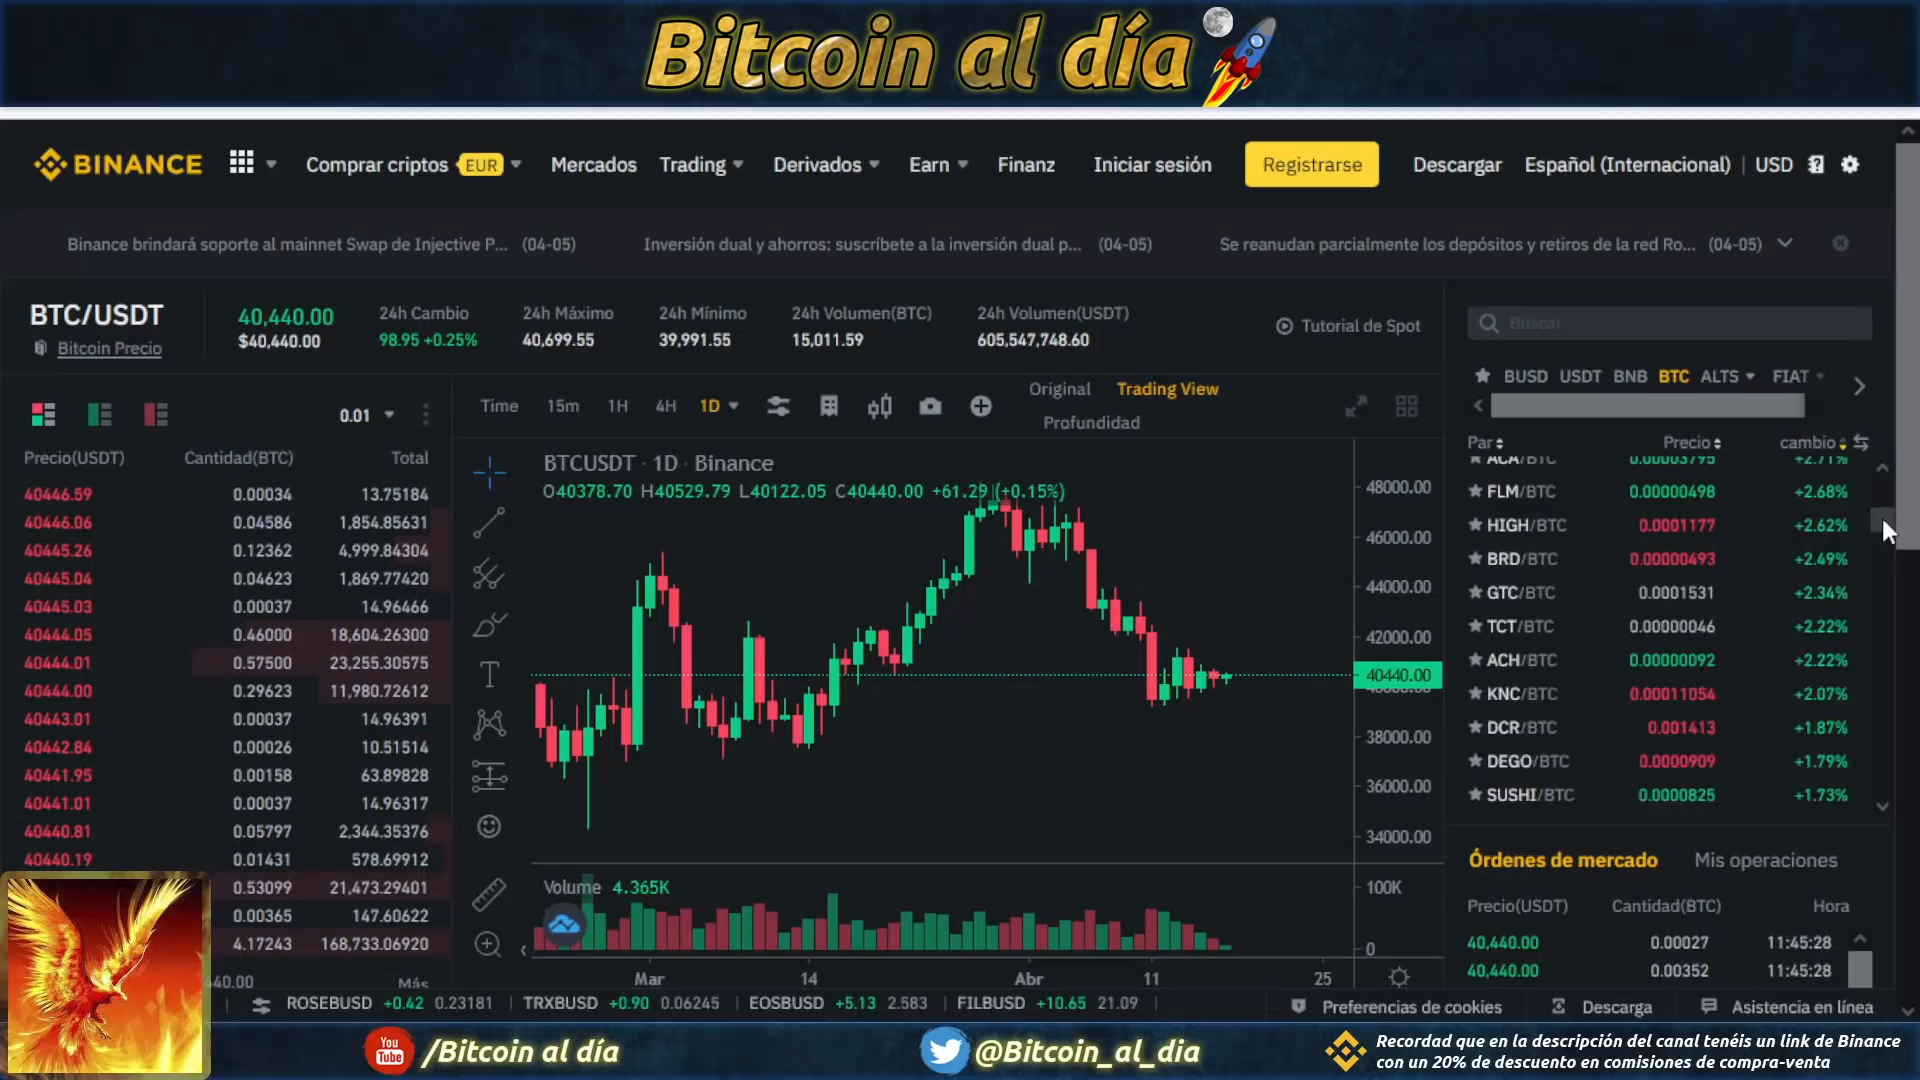 Bitcoin al día
BINANCE
Comprar criptos EUR
Mercados
Trading
Derivados
Earn
Finanz
Iniciar sesión
Registrarse
Descargar
Español (Internacional)
USD
Binance brindará soporte al mainnet Swap de Injective P... (04-05)
Inversión dual y ahorros: suscríbete a la inversión dual p... (04-05)
Se reanudan parcialmente los depósitos y retiros de la red Ro... (04-05)
BTC/USDT
Bitcoin Precio
40,440.00
$40,440.00
24h Cambio
98.95 +0.25%
24h Máximo
40,699.55
24h Mínimo
39,991.55
24h Volumen(BTC)
15,011.59
24h Volumen(USDT)
605,547,748.60
Tutorial de Spot
0.01
Precio(USDT) Cantidad(BTC) Total
40446.59 0.00034 13.75184
40446.06 0.04586 1,854.85631
40445.26 0.12362 4,999.84304
40445.04 0.04623 1,869.77420
40445.03 0.00037 14.96466
40444.05 0.46000 18,604.26300
40444.01 0.57500 23,255.30575
40444.00 0.29623 11,980.72612
40443.01 0.00037 14.96391
40442.84 0.00026 10.51514
40441.95 0.00158 63.89828
40441.01 0.00037 14.96317
40440.81 0.05797 2,344.35376
40440.19 0.01431 578.69912
0.53099 21,473.29401
0.00365 147.60622
4.17243 168,733.06920
Más
Time 15m 1H 4H 1D
Original Trading View
Profundidad
BTCUSDT · 1D · Binance
O40378.70 H40529.79 L40122.05 C40440.00 +61.29 (+0.15%)
48000.00
46000.00
44000.00
42000.00
40440.00
38000.00
36000.00
34000.00
Volume 4.365K
100K
0
Mar 14 Abr 11 25
Buscar
BUSD USDT BNB BTC ALTS FIAT
Par Precio cambio
ACA/BTC 0.00003795 +2.71%
FLM/BTC 0.00000498 +2.68%
HIGH/BTC 0.0001177 +2.62%
BRD/BTC 0.00000493 +2.49%
GTC/BTC 0.0001531 +2.34%
TCT/BTC 0.00000046 +2.22%
ACH/BTC 0.00000092 +2.22%
KNC/BTC 0.00011054 +2.07%
DCR/BTC 0.001413 +1.87%
DEGO/BTC 0.0000909 +1.79%
SUSHI/BTC 0.0000825 +1.73%
Órdenes de mercado Mis operaciones
Precio(USDT) Cantidad(BTC) Hora
40,440.00 0.00027 11:45:28
40,440.00 0.00352 11:45:28
ROSEBUSD +0.42 0.23181
TRXBUSD +0.90 0.06245
EOSBUSD +5.13 2.583
FILBUSD +10.65 21.09
Preferencias de cookies
Descarga
Asistencia en línea
You Tube
/Bitcoin al día
@Bitcoin_al_dia
Recordad que en la descripción del canal tenéis un link de Binance
con un 20% de descuento en comisiones de compra-venta